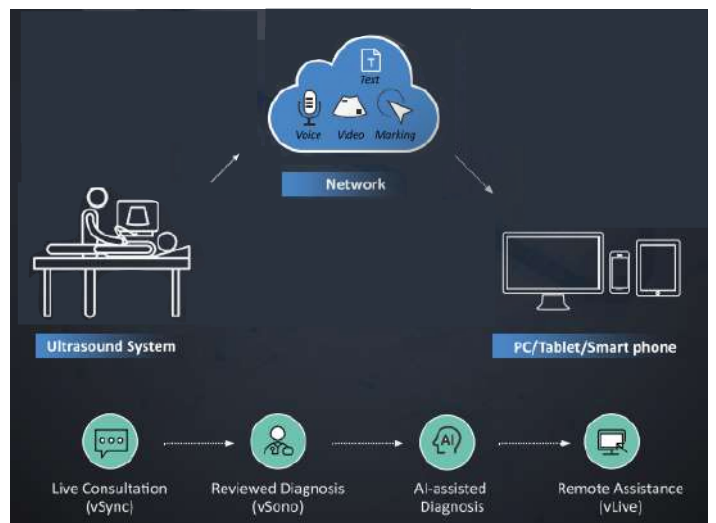 T
Text
Voice Video Marking
Network
Ultrasound System
PC/Tablet/Smart phone
AI
Live Consultation
(vSync)
Reviewed Diagnosis
(vSono)
AI-assisted
Diagnosis
Remote Assistance
(vLive)